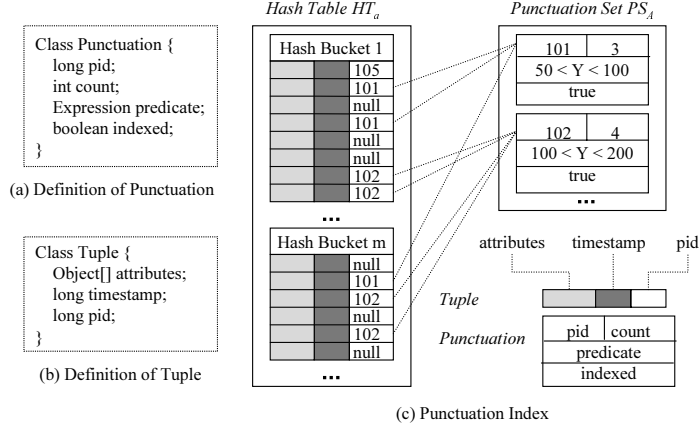 Class Punctuation {
long pid;
int count;
Expression predicate;
boolean indexed;
}
(a) Definition of Punctuation
Class Tuple {
Object[] attributes;
long timestamp;
long pid;
}
(b) Definition of Tuple
Hash Table HTa
Hash Bucket 1
105
101
null
101
null
null
102
102
...
Hash Bucket m
null
101
102
null
102
null
...
Punctuation Set PSA
101 3
50 < Y < 100
true
102 4
100 < Y < 200
true
...
attributes timestamp pid
Tuple
Punctuation
pid count
predicate
indexed
(c) Punctuation Index